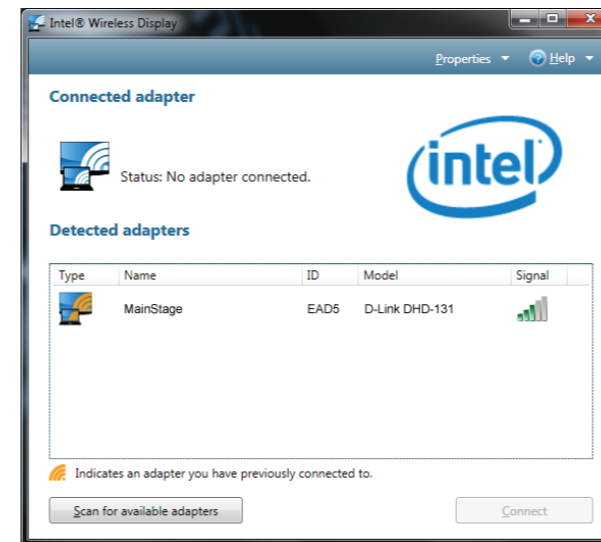 Intel® Wireless Display
Properties Help
Connected adapter
Status: No adapter connected.
intel
Detected adapters
Type Name ID Model Signal
MainStage EAD5 D-Link DHD-131
Indicates an adapter you have previously connected to.
Scan for available adapters Connect